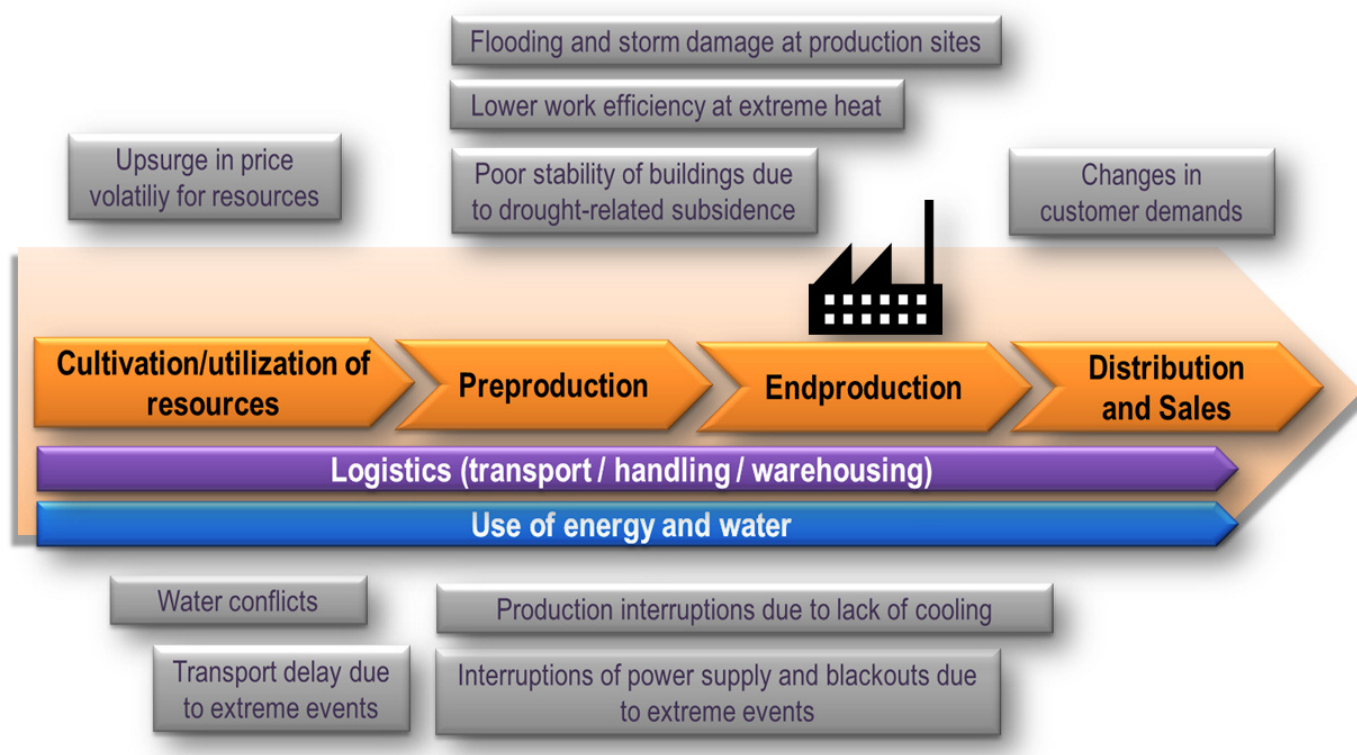 Flooding and storm damage at production sites
Lower work efficiency at extreme heat
Upsurge in price
volatiliy for resources
Poor stability of buildings due
to drought-related subsidence
Changes in
customer demands
Cultivation/utilization of
resources
Preproduction
Endproduction
Distribution
and Sales
Logistics (transport / handling / warehousing)
Use of energy and water
Water conflicts
Production interruptions due to lack of cooling
Transport delay due
to extreme events
Interruptions of power supply and blackouts due
to extreme events